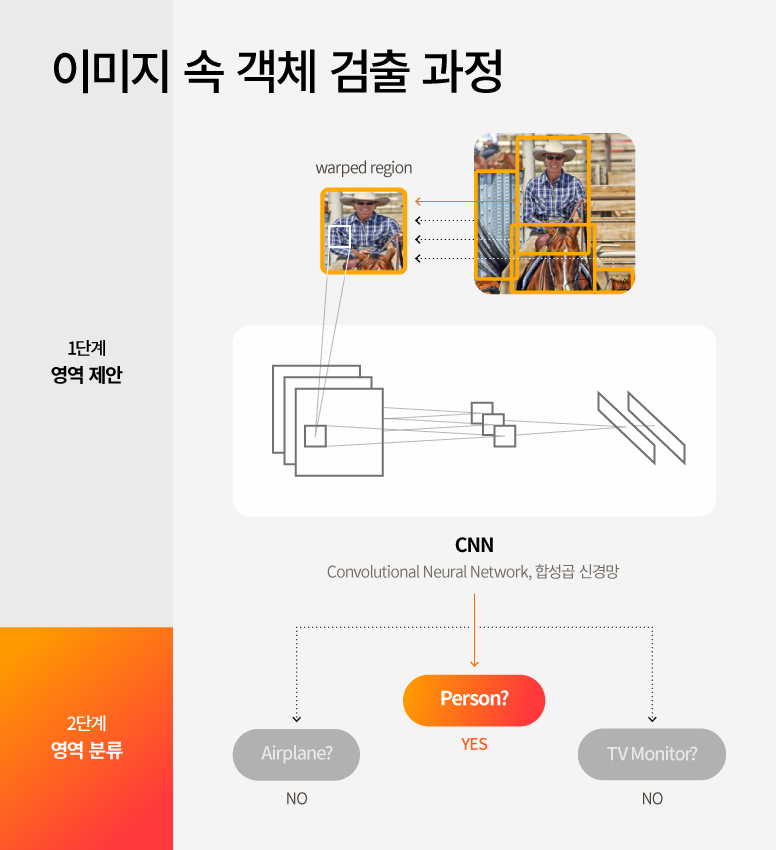 이미지 속 객체 검출 과정
warped region
1단계
영역 제안
CNN
Convolutional Neural Network, 합성곱 신경망
2단계
영역 분류
Person?
YES
Airplane?
NO
TV Monitor?
NO